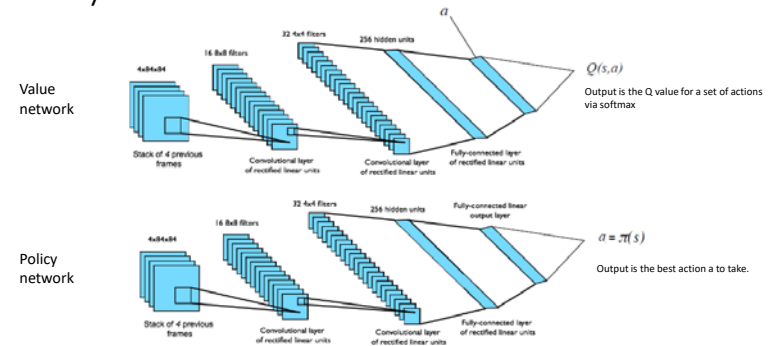 a
32 4x4 filters
256 hidden units
16 8x8 filters
4x84x84
Value
network
Q(s,a)
Output is the Q value for a set of actions
via softmax
Stack of 4 previous
frames
Convolutional layer
of rectified linear units
Convolutional layer
of rectified linear units
Fully-connected layer
of rectified linear units
32 4x4 filters
256 hidden units
Fully-connected linear
output layer
16 8x8 filters
4x84x84
Policy
network
a = π(s)
Output is the best action a to take.
Stack of 4 previous
frames
Convolutional layer
of rectified linear units
Convolutional layer
of rectified linear units
Fully-connected layer
of rectified linear units